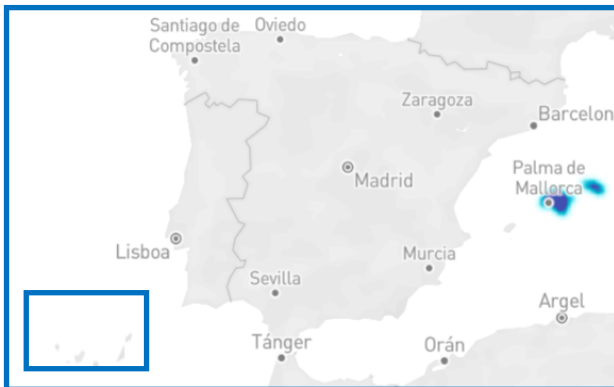 Santiago de
Compostela
Oviedo
Zaragoza
Barcelon
Madrid
Palma de
Mallorca
Lisboa
Murcia
Sevilla
Argel
Tánger
Orán